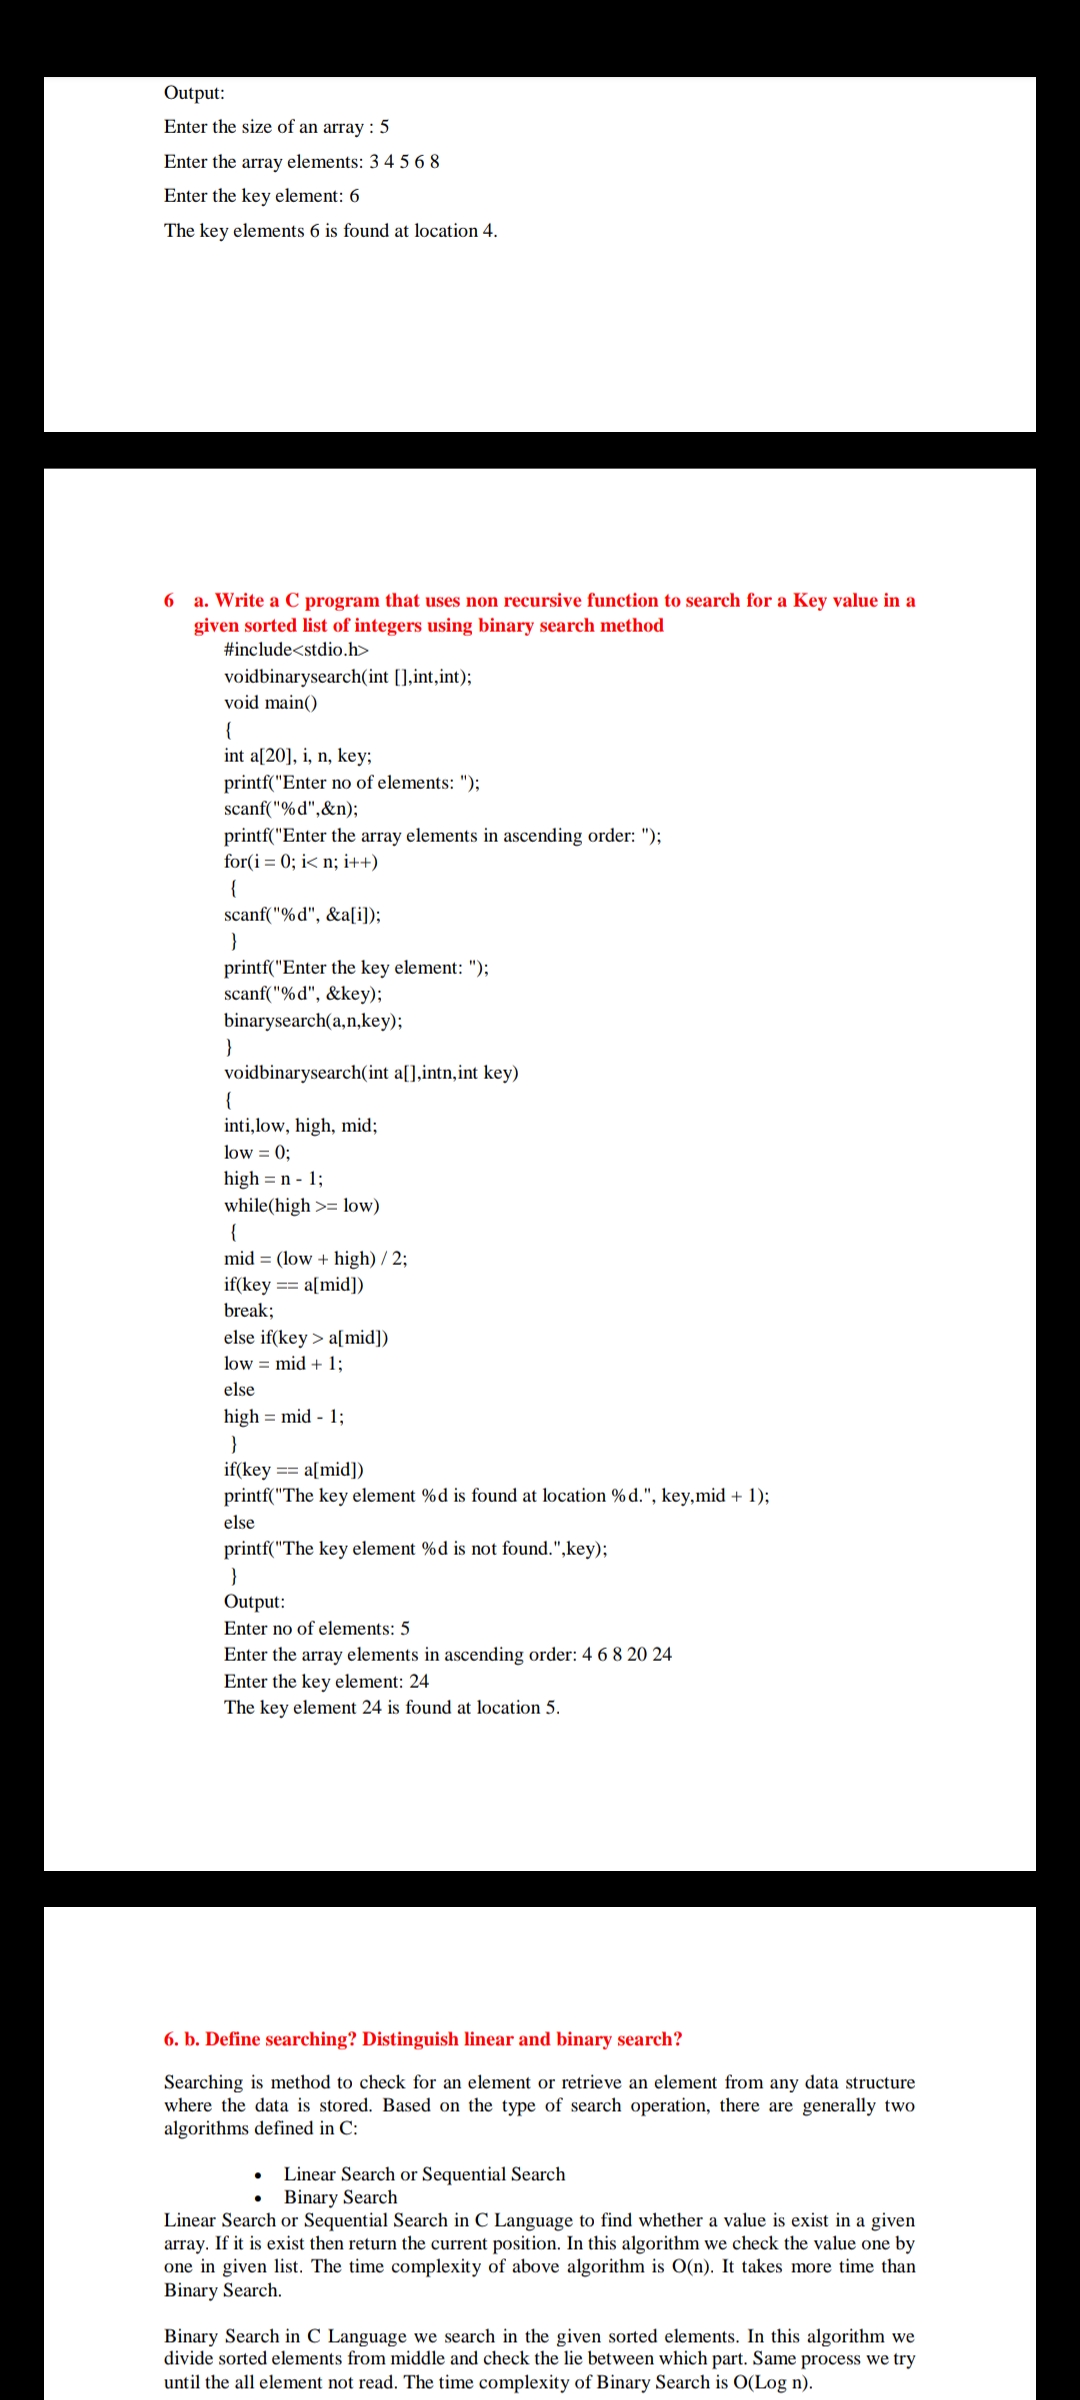 Output:
Enter the size of an array : 5
Enter the array elements: 3 4 5 6 8
Enter the key element: 6
The key elements 6 is found at location 4.
6 a. Write a C program that uses non recursive function to search for a Key value in a
given sorted list of integers using binary search method
#include<stdio.h>
voidbinarysearch(int [],int,int);
void main()
{
int a[20], i, n, key;
printf("Enter no of elements: ");
scanf("%d",&n);
printf("Enter the array elements in ascending order: ");
for(i = 0; i< n; i++)
{
scanf("%d", &a[i]);
}
printf("Enter the key element: ");
scanf("%d", &key);
binarysearch(a,n,key);
}
voidbinarysearch(int a[],intn,int key)
{
inti,low, high, mid;
low = 0;
high = n - 1;
while(high >= low)
{
mid = (low + high) / 2;
if(key == a[mid])
break;
else if(key > a[mid])
low = mid + 1;
else
high = mid - 1;
}
if(key == a[mid])
printf("The key element %d is found at location %d.", key,mid + 1);
else
printf("The key element %d is not found.",key);
}
Output:
Enter no of elements: 5
Enter the array elements in ascending order: 4 6 8 20 24
Enter the key element: 24
The key element 24 is found at location 5.
6. b. Define searching? Distinguish linear and binary search?
Searching is method to check for an element or retrieve an element from any data structure
where the data is stored. Based on the type of search operation, there are generally two
algorithms defined in C:
• Linear Search or Sequential Search
• Binary Search
Linear Search or Sequential Search in C Language to find whether a value is exist in a given
array. If it is exist then return the current position. In this algorithm we check the value one by
one in given list. The time complexity of above algorithm is O(n). It takes more time than
Binary Search.
Binary Search in C Language we search in the given sorted elements. In this algorithm we
divide sorted elements from middle and check the lie between which part. Same process we try
until the all element not read. The time complexity of Binary Search is O(Log n).